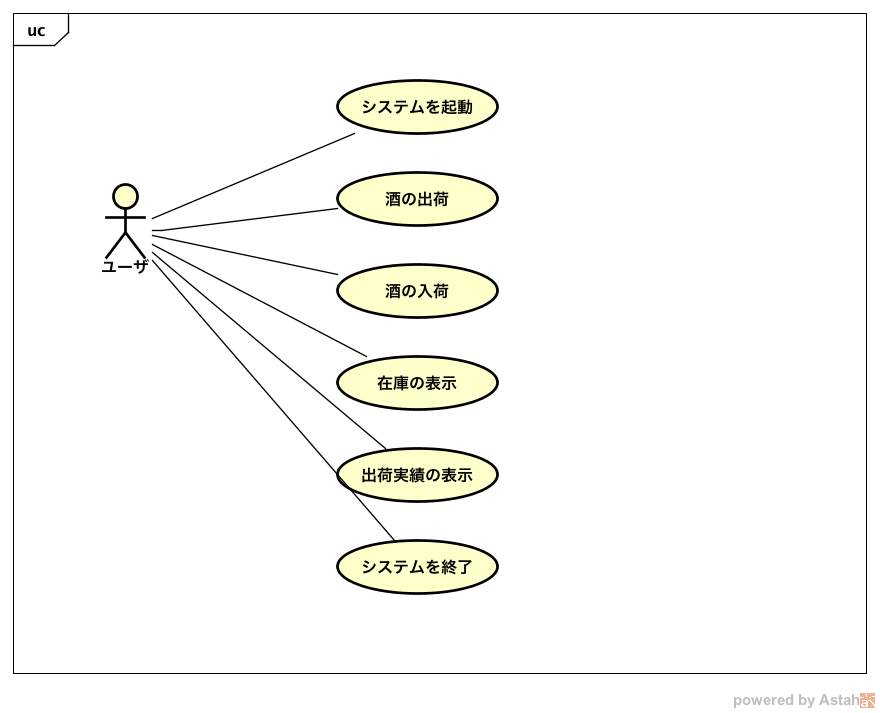 uc
システムを起動
酒の出荷
ユーザ
酒の入荷
在庫の表示
出荷実績の表示
システムを終了
powered by Astah